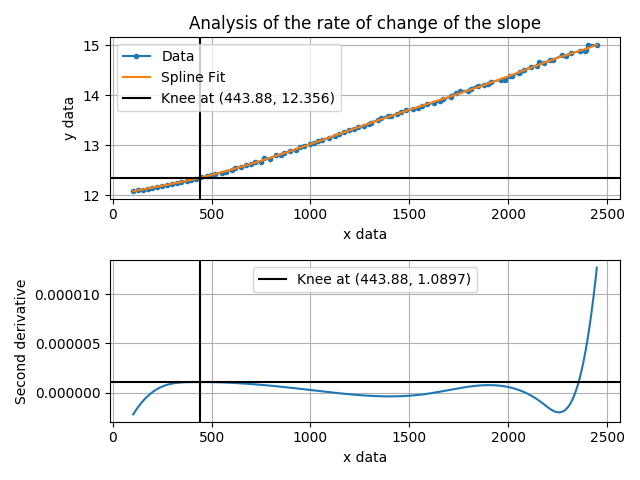 Analysis of the rate of change of the slope
y data
15
14
13
12
Data
Spline Fit
Knee at (443.88, 12.356)
0
500
1000
1500
2000
2500
x data
Second derivative
0.000010
0.000005
0.000000
Knee at (443.88, 1.0897)
0
500
1000
1500
2000
2500
x data